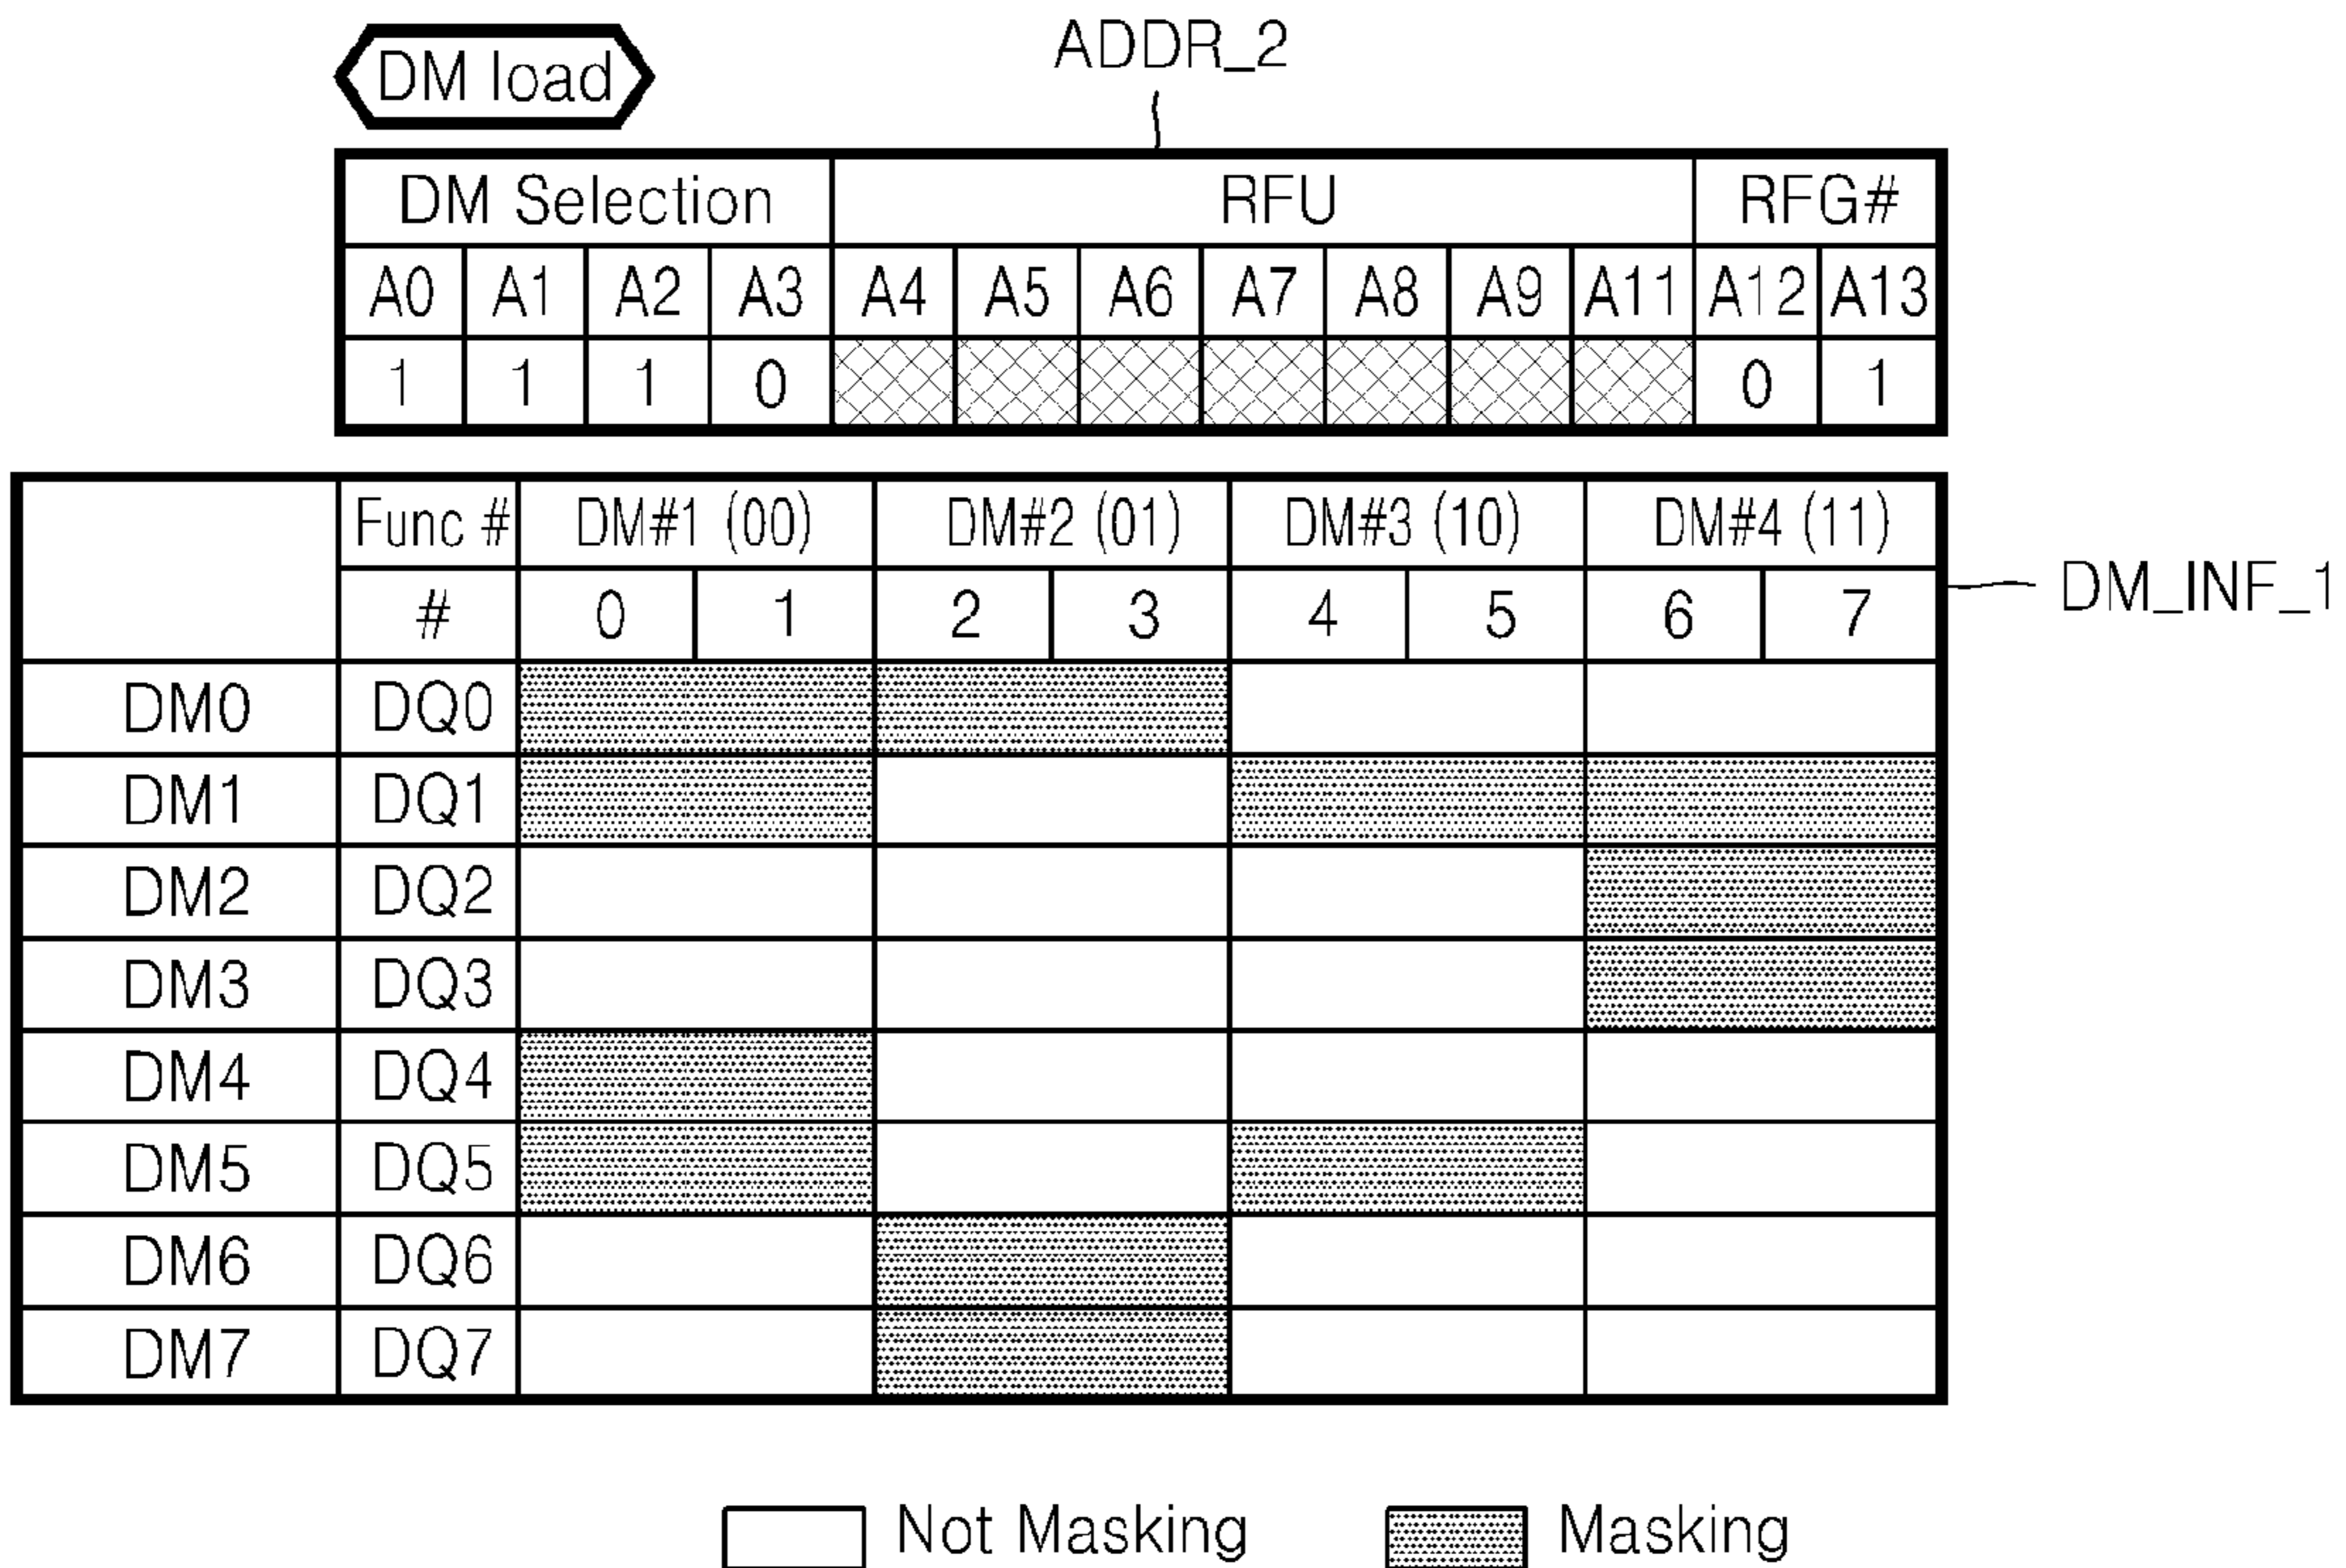 ADDR_2
DM load
DM Selection RFU RFG#
A0 A1 A2 A3 A4 A5 A6 A7 A8 A9 A11 A12 A13
1 1 1 0 0 1
Func # DM#1 (00) DM#2 (01) DM#3 (10) DM#4 (11)
# 0 1 2 3 4 5 6 7
DM_INF_1
DM0 DQ0
DM1 DQ1
DM2 DQ2
DM3 DQ3
DM4 DQ4
DM5 DQ5
DM6 DQ6
DM7 DQ7
Not Masking Masking